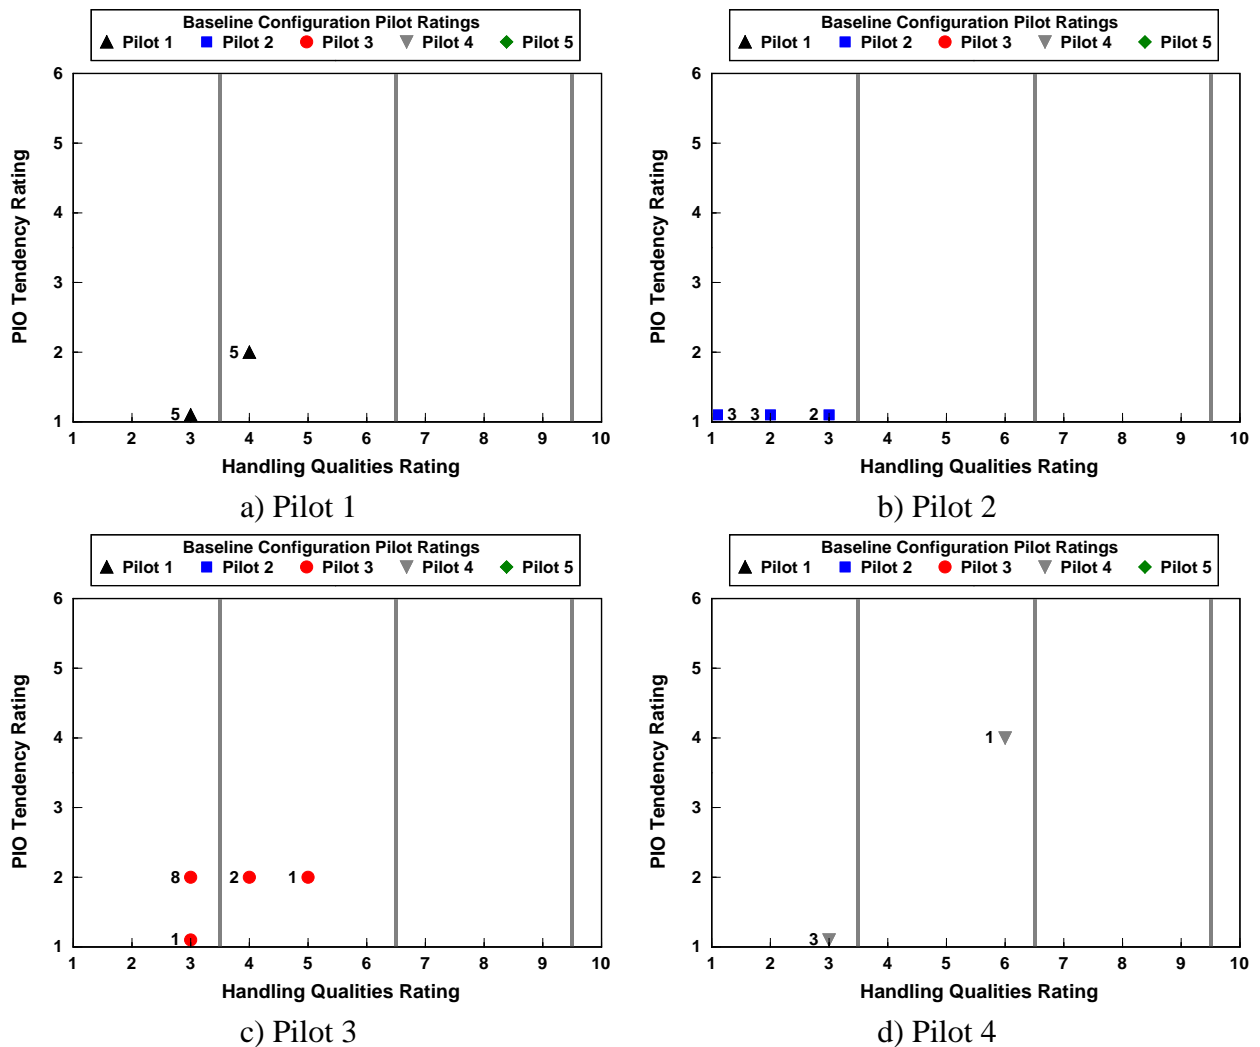 Baseline Configuration Pilot Ratings
Pilot 1 Pilot 2 Pilot 3 Pilot 4 Pilot 5
6
5
4
3
2
1
PIO Tendency Rating
5
5
1 2 3 4 5 6 7 8 9 10
Handling Qualities Rating
a) Pilot 1
Baseline Configuration Pilot Ratings
Pilot 1 Pilot 2 Pilot 3 Pilot 4 Pilot 5
6
5
4
3
2
1
PIO Tendency Rating
3 3 2
1 2 3 4 5 6 7 8 9 10
Handling Qualities Rating
b) Pilot 2
Baseline Configuration Pilot Ratings
Pilot 1 Pilot 2 Pilot 3 Pilot 4 Pilot 5
6
5
4
3
2
1
PIO Tendency Rating
8 2 1
1
1 2 3 4 5 6 7 8 9 10
Handling Qualities Rating
c) Pilot 3
Baseline Configuration Pilot Ratings
Pilot 1 Pilot 2 Pilot 3 Pilot 4 Pilot 5
6
5
4
3
2
1
PIO Tendency Rating
1
3
1 2 3 4 5 6 7 8 9 10
Handling Qualities Rating
d) Pilot 4